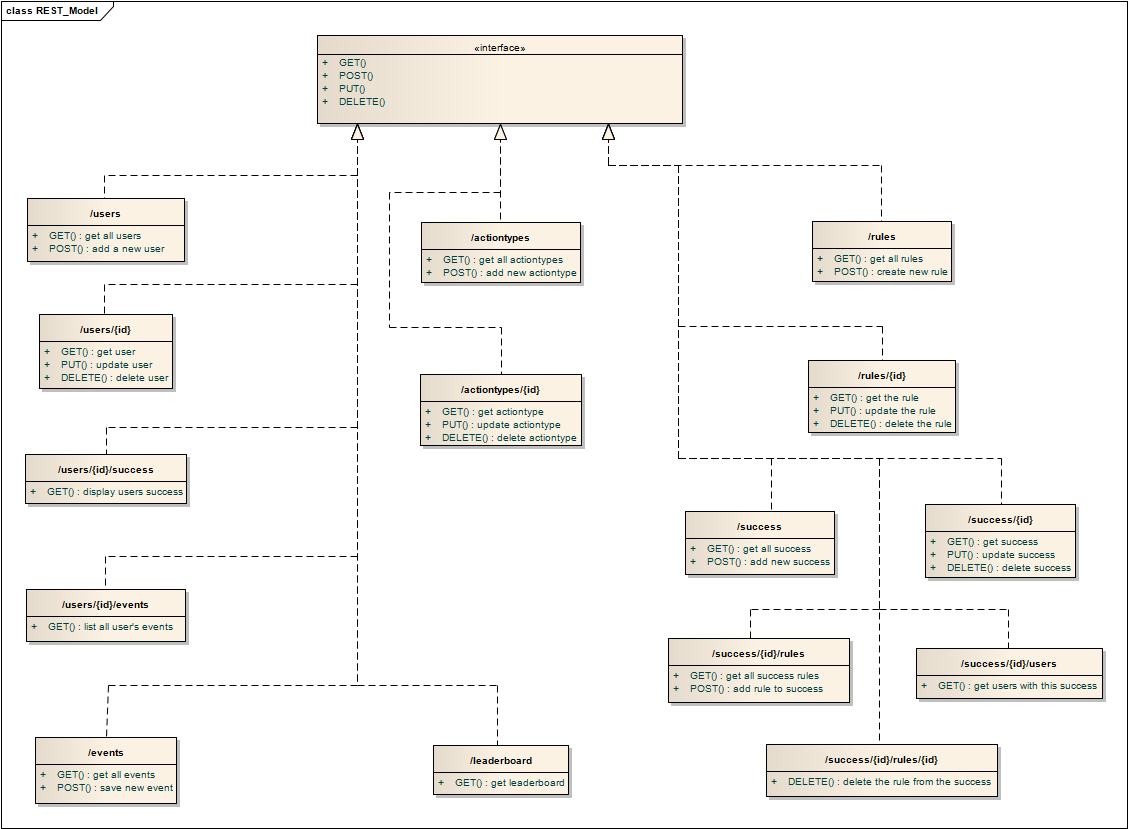 class REST_Model
«interface»
+ GET()
+ POST()
+ PUT()
+ DELETE()
/users
+ GET() : get all users
+ POST() : add a new user
/actiontypes
+ GET() : get all actiontypes
+ POST() : add new actiontype
/rules
+ GET() : get all rules
+ POST() : create new rule
/users/{id}
+ GET() : get user
+ PUT() : update user
+ DELETE() : delete user
/actiontypes/{id}
+ GET() : get actiontype
+ PUT() : update actiontype
+ DELETE() : delete actiontype
/rules/{id}
+ GET() : get the rule
+ PUT() : update the rule
+ DELETE() : delete the rule
/users/{id}/success
+ GET() : display users success
/success
+ GET() : get all success
+ POST() : add new success
/success/{id}
+ GET() : get success
+ PUT() : update success
+ DELETE() : delete success
/users/{id}/events
+ GET() : list all user's events
/success/{id}/rules
+ GET() : get all success rules
+ POST() : add rule to success
/success/{id}/users
+ GET() : get users with this success
/events
+ GET() : get all events
+ POST() : save new event
/leaderboard
+ GET() : get leaderboard
/success/{id}/rules/{id}
+ DELETE() : delete the rule from the success